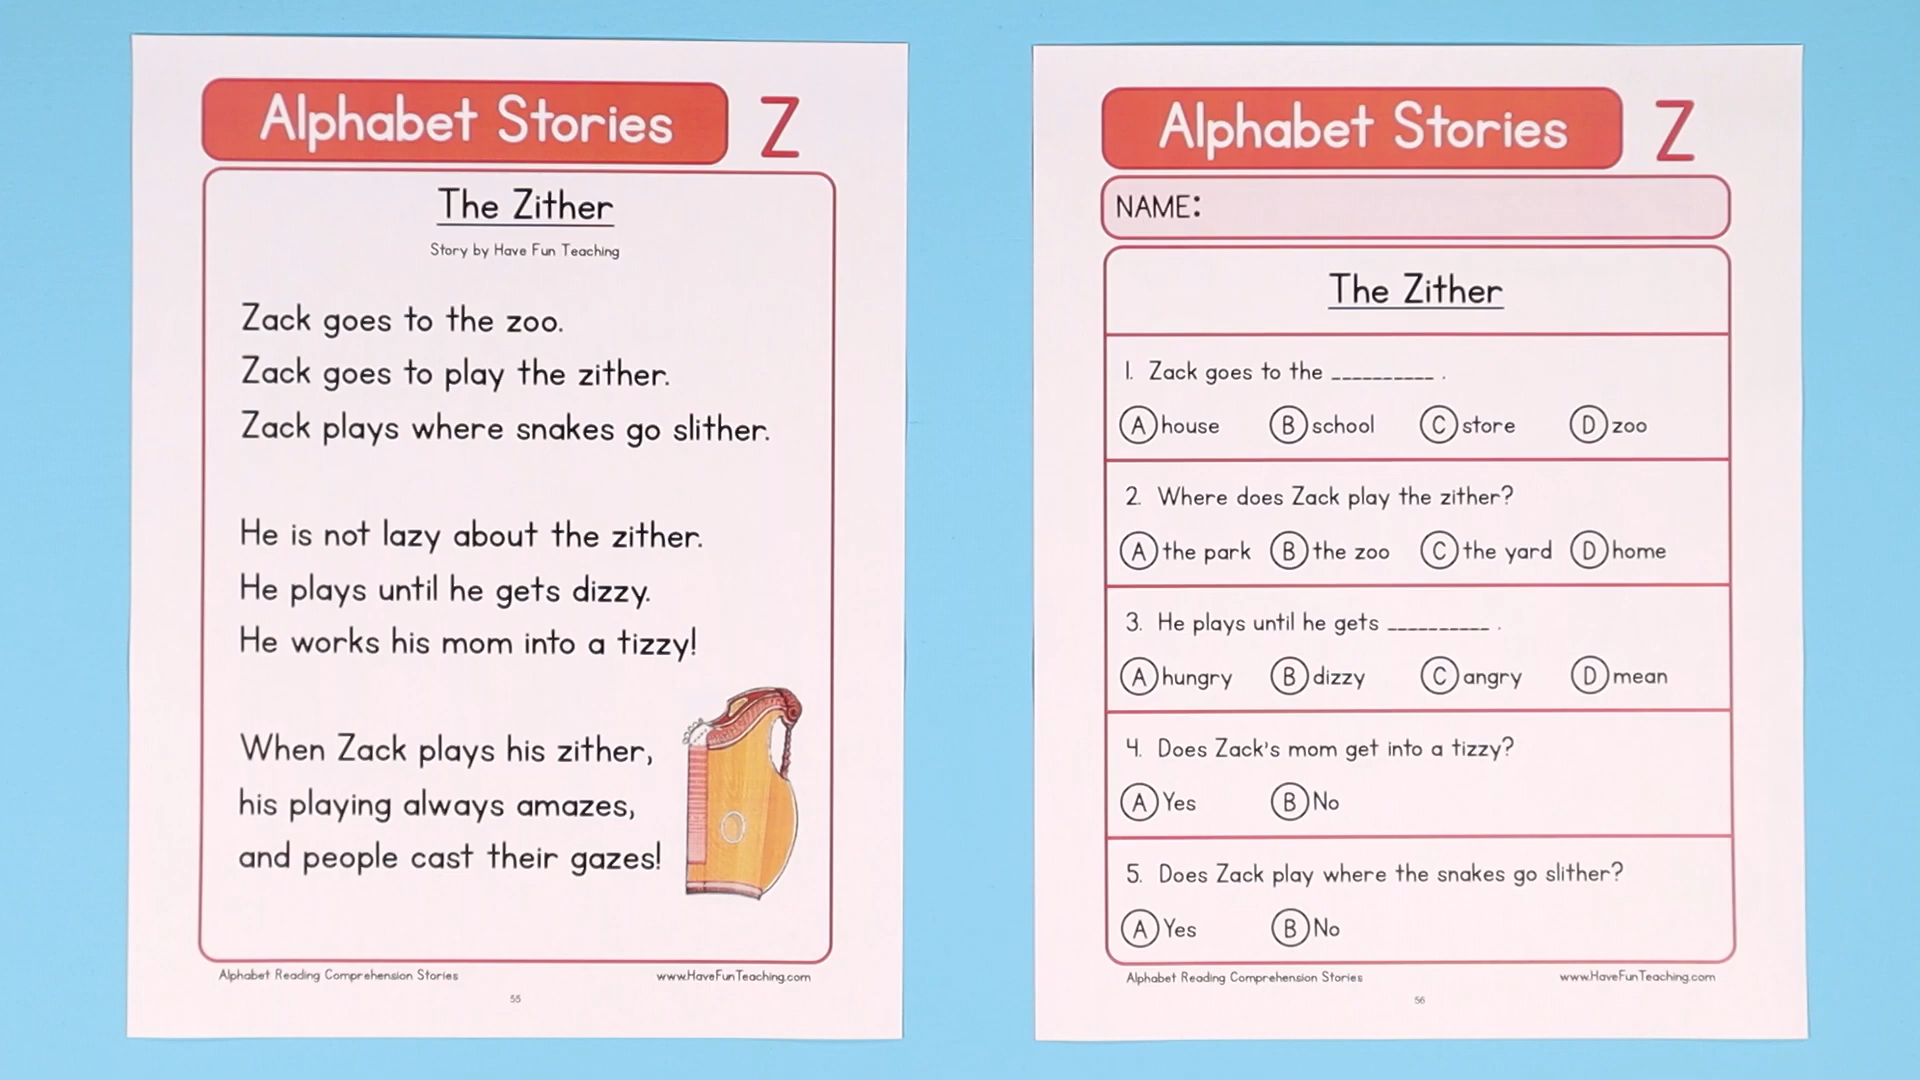 Alphabet Stories Z
The Zither
Story by Have Fun Teaching
Zack goes to the zoo.
Zack goes to play the zither.
Zack plays where snakes go slither.
He is not lazy about the zither.
He plays until he gets dizzy.
He works his mom into a tizzy!
When Zack plays his zither,
his playing always amazes,
and people cast their gazes!
Alphabet Reading Comprehension Stories www.HaveFunTeaching.com
55
Alphabet Stories Z
NAME:
The Zither
1. Zack goes to the __________ .
A house B school C store D zoo
2. Where does Zack play the zither?
A the park B the zoo C the yard D home
3. He plays until he gets __________ .
A hungry B dizzy C angry D mean
4. Does Zack's mom get into a tizzy?
A Yes B No
5. Does Zack play where the snakes go slither?
A Yes B No
Alphabet Reading Comprehension Stories www.HaveFunTeaching.com
56